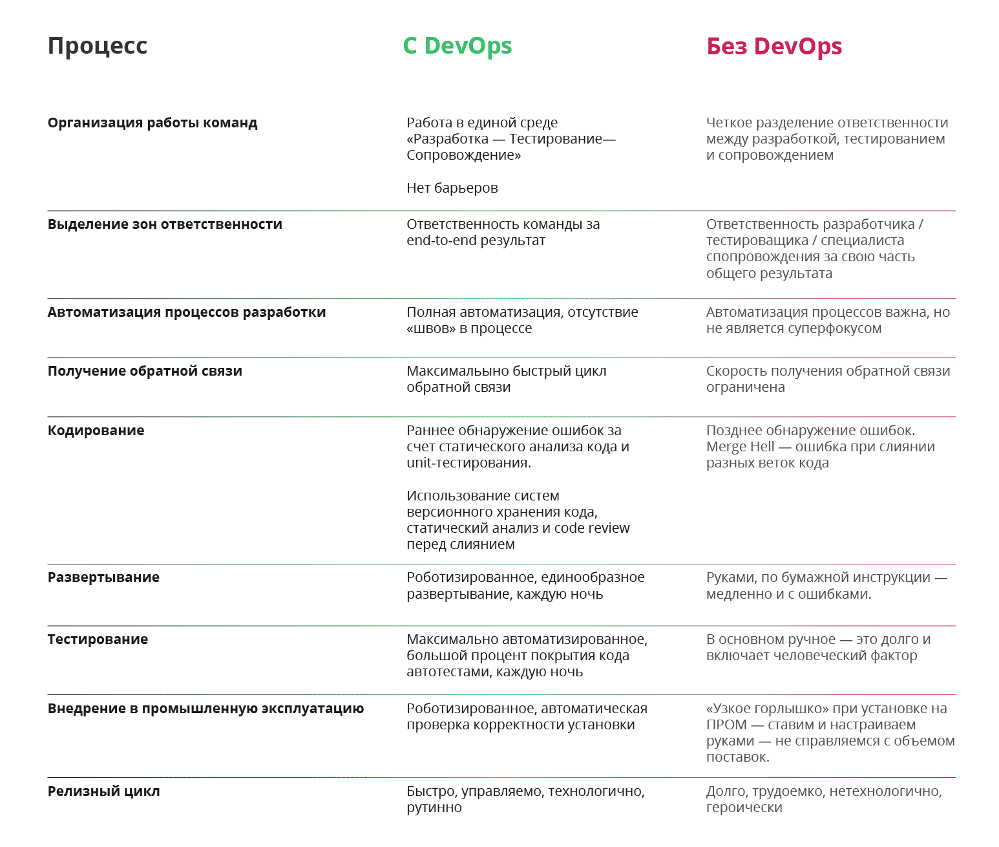 Процесс
С DevOps
Без DevOps
Организация работы команд
Работа в единой среде
«Разработка — Тестирование—
Сопровождение»
Нет барьеров
Четкое разделение ответственности
между разработкой, тестированием
и сопровождением
Выделение зон ответственности
Ответственность команды за
end-to-end результат
Ответственность разработчика /
тестироващика / специалиста
спопровождения за свою часть
общего результата
Автоматизация процессов разработки
Полная автоматизация, отсутствие
«швов» в процессе
Автоматизация процессов важна, но
не является суперфокусом
Получение обратной связи
Максимальыно быстрый цикл
обратной связи
Скорость получения обратной связи
ограничена
Кодирование
Раннее обнаружение ошибок за
счет статического анализа кода и
unit-тестирования.
Использование систем
версионного хранения кода,
статический анализ и code review
перед слиянием
Позднее обнаружение ошибок.
Merge Hell — ошибка при слиянии
разных веток кода
Развертывание
Роботизированное, единообразное
развертывание, каждую ночь
Руками, по бумажной инструкции —
медленно и с ошибками.
Тестирование
Максимально автоматизированное,
большой процент покрытия кода
автотестами, каждую ночь
В основном ручное — это долго и
включает человеческий фактор
Внедрение в промышленную эксплуатацию
Роботизированное, автоматическая
проверка корректности установки
«Узкое горлышко» при установке на
ПРОМ — ставим и настраиваем
руками — не справляемся с объемом
поставок.
Релизный цикл
Быстро, управляемо, технологично,
рутинно
Долго, трудоемко, нетехнологично,
героически